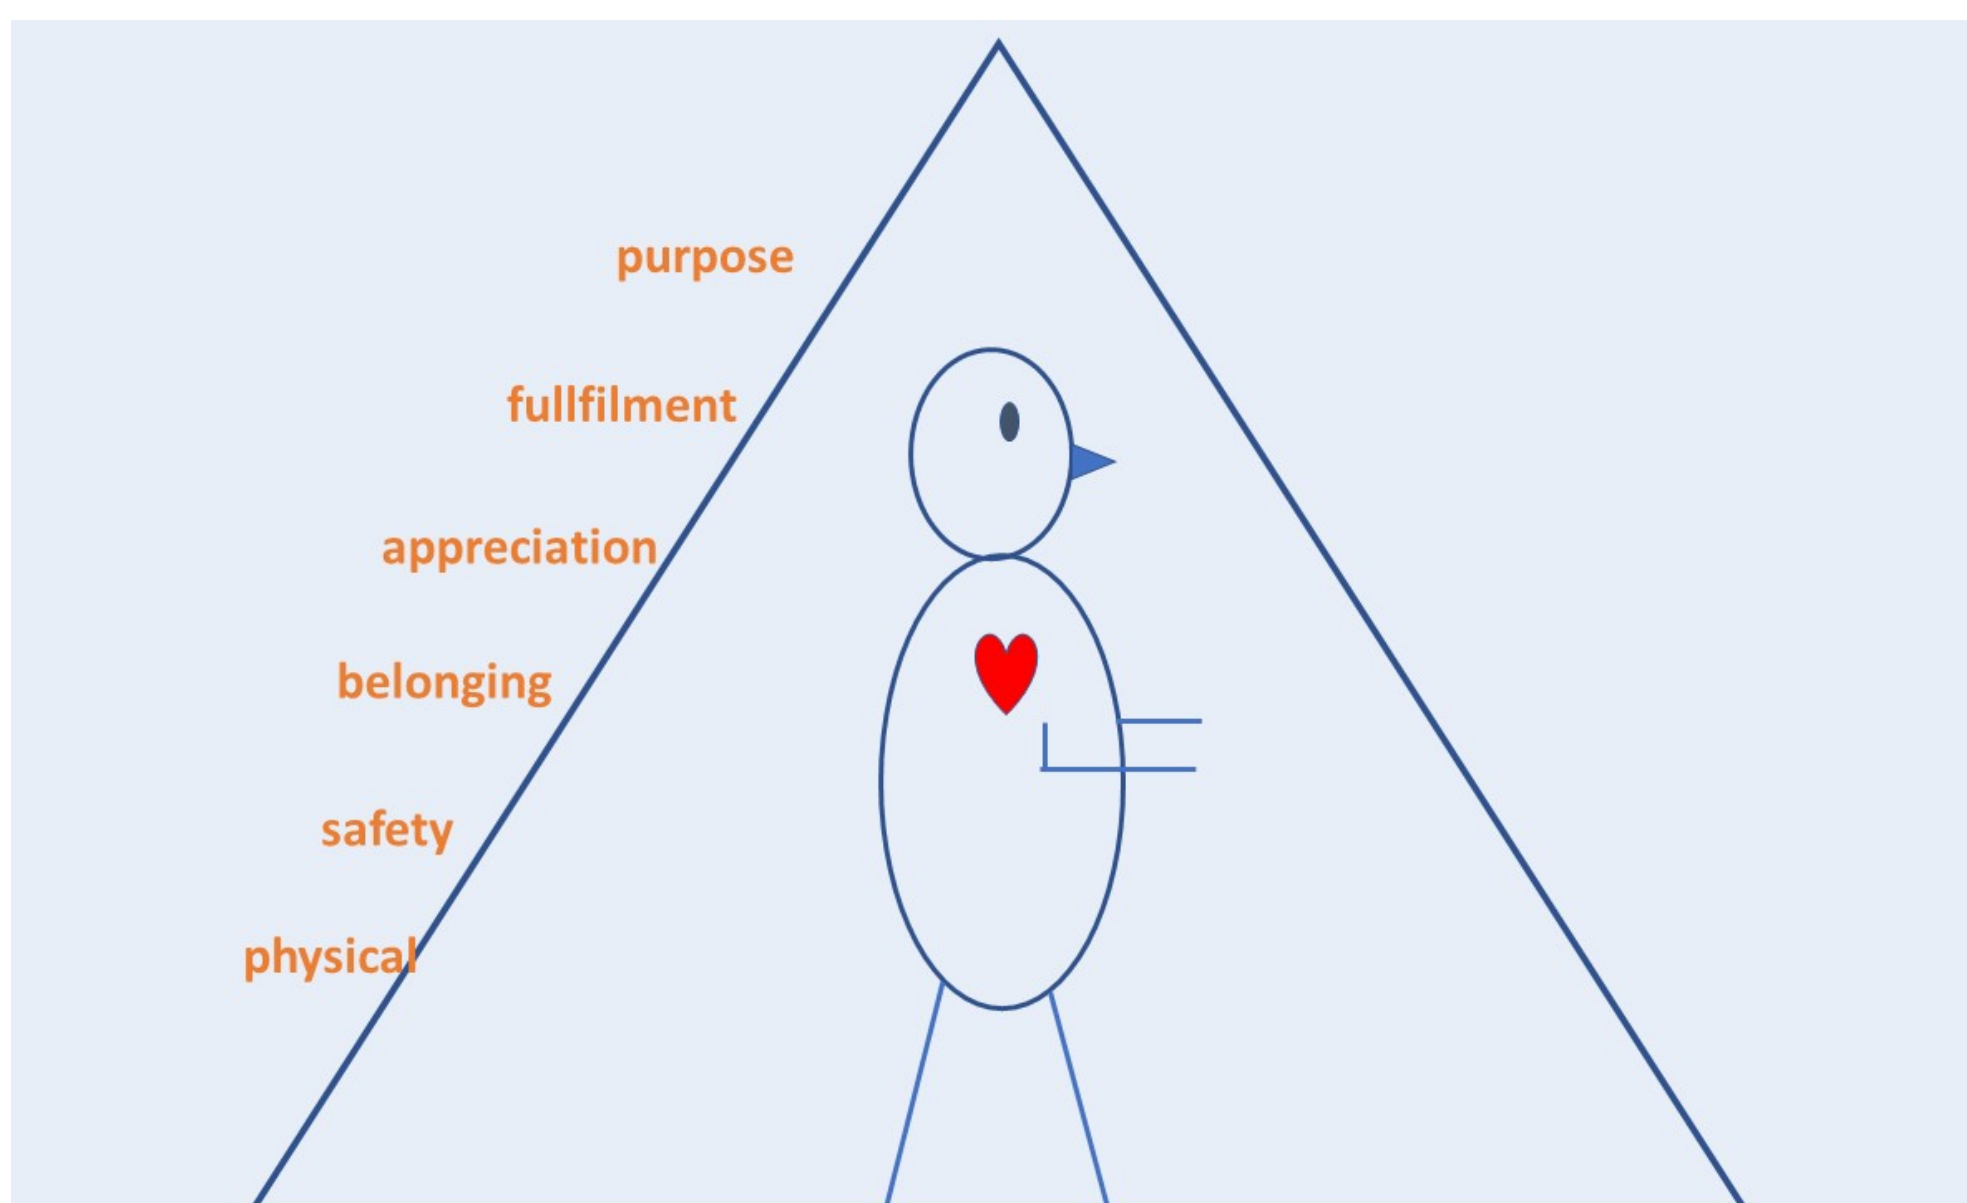 purpose
fullfilment
appreciation
belonging
safety
physical